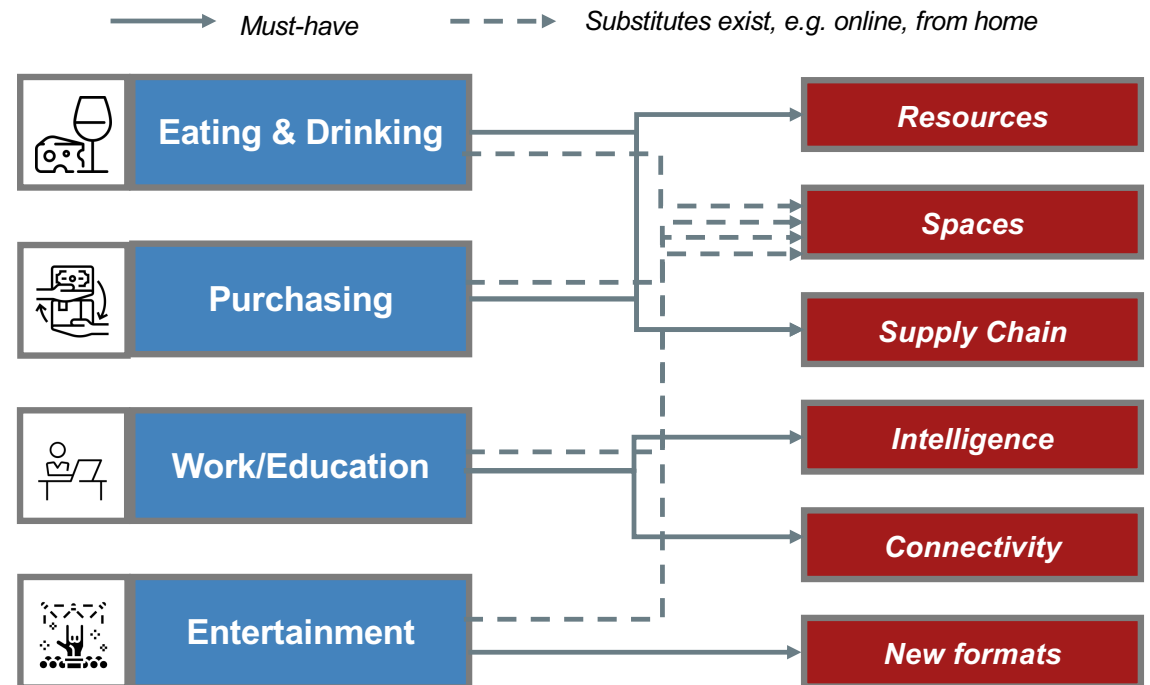 Must-have
Substitutes exist, e.g. online, from home
Eating & Drinking
Resources
Spaces
Purchasing
Supply Chain
Work/Education
Intelligence
Connectivity
Entertainment
New formats